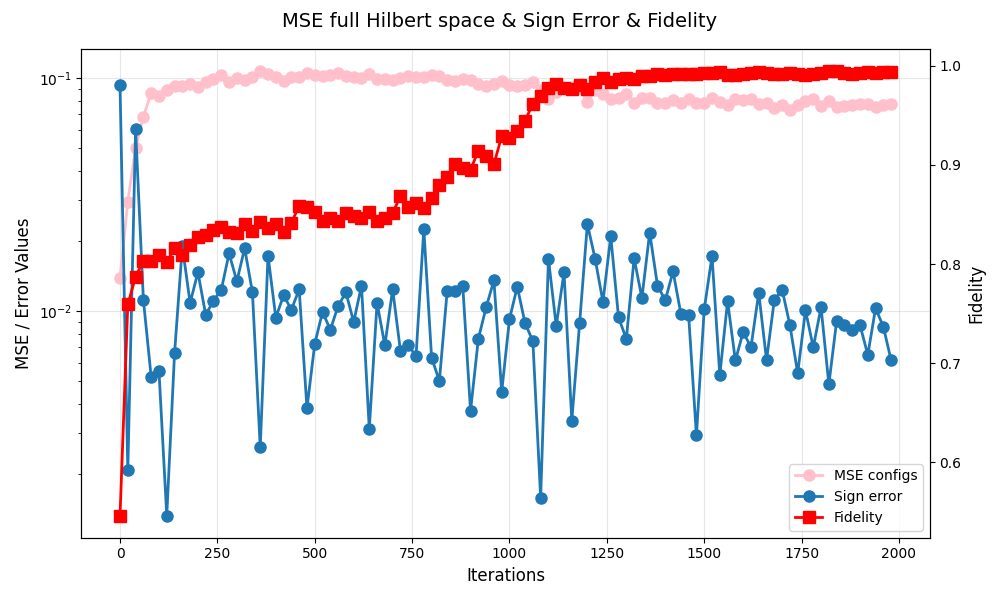 MSE full Hilbert space & Sign Error & Fidelity
MSE / Error Values
10⁻¹
10⁻²
1.0
0.9
0.8
0.7
0.6
Fidelity
MSE configs
Sign error
Fidelity
0 250 500 750 1000 1250 1500 1750 2000
Iterations